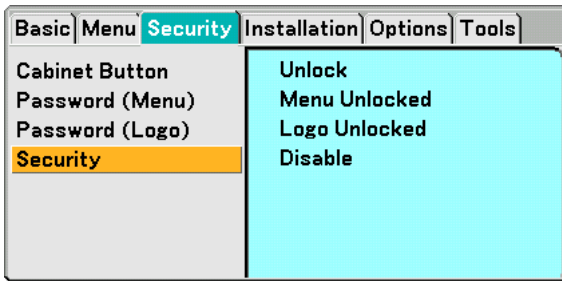 Basic Menu Security Installation Options Tools
Cabinet Button Unlock
Password (Menu) Menu Unlocked
Password (Logo) Logo Unlocked
Security Disable